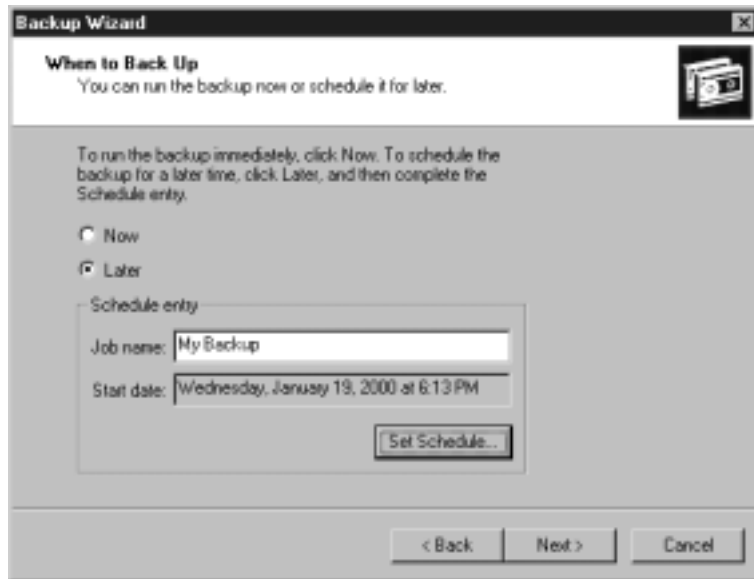 Backup Wizard
When to Back Up
You can run the backup now or schedule it for later.
To run the backup immediately, click Now. To schedule the
backup for a later time, click Later, and then complete the
Schedule entry.
Now
Later
Schedule entry
Job name: My Backup
Start date: Wednesday, January 19, 2000 at 6:13 PM
Set Schedule...
< Back Next > Cancel